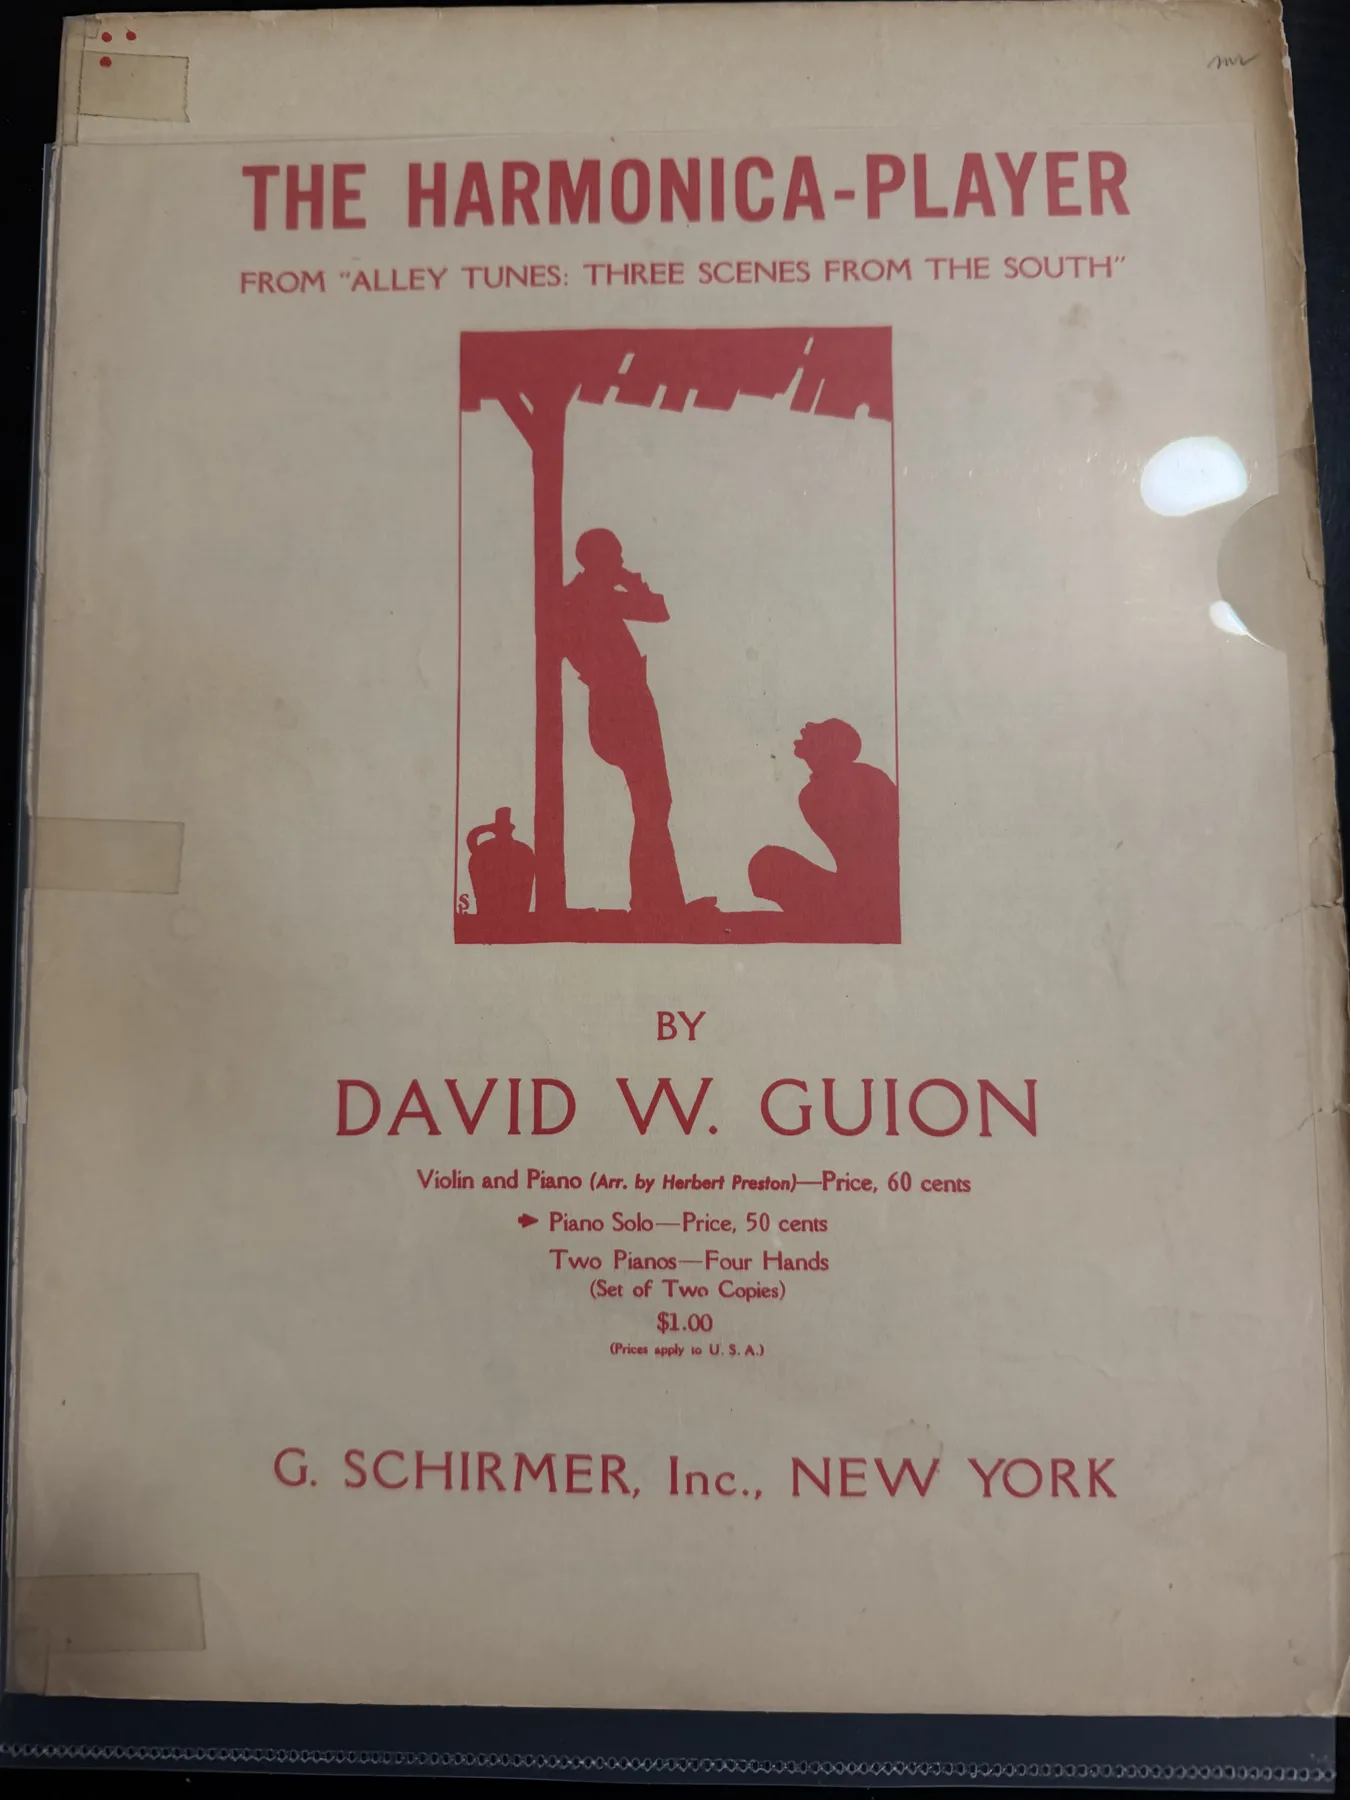 THE HARMONICA-PLAYER
FROM "ALLEY TUNES: THREE SCENES FROM THE SOUTH"
BY
DAVID W. GUION
Violin and Piano (Arr. by Herbert Preston)—Price, 60 cents
Piano Solo—Price, 50 cents
Two Pianos—Four Hands
(Set of Two Copies)
$1.00
(Prices apply to U. S. A.)
G. SCHIRMER, Inc., NEW YORK